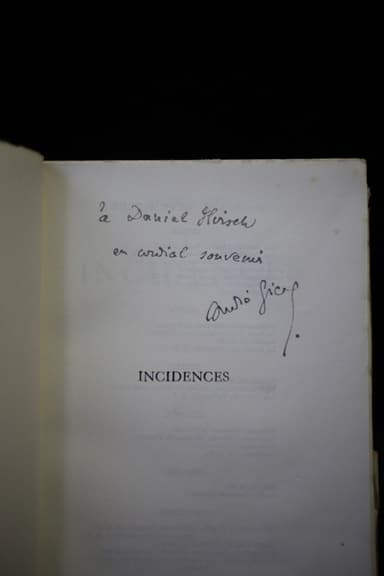 à Daniel Hirsch
en cordial souvenir
André Gide
INCIDENCES